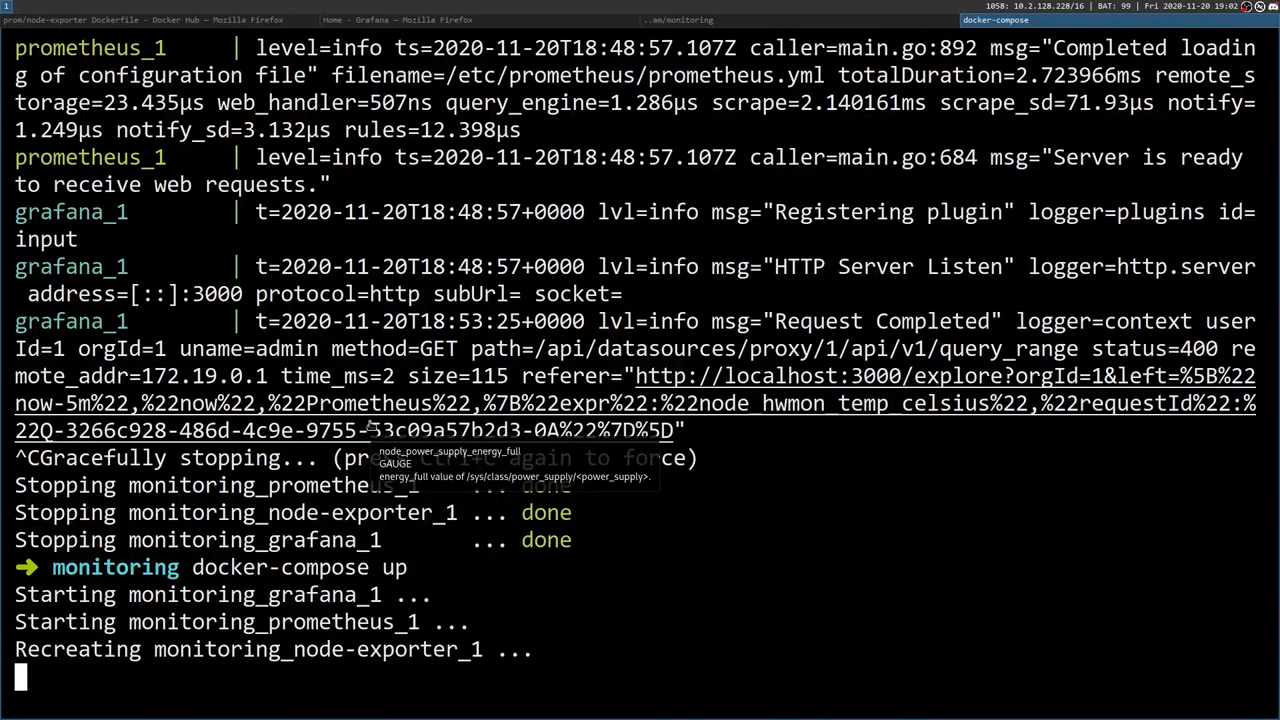 1
1058: 10.2.128.228/16 | BAT: 99 | Fri 2020-11-20 19:02
prom/node-exporter Dockerfile - Docker Hub — Mozilla Firefox
Home - Grafana — Mozilla Firefox
..am/monitoring
docker-compose
prometheus_1 | level=info ts=2020-11-20T18:48:57.107Z caller=main.go:892 msg="Completed loadin
g of configuration file" filename=/etc/prometheus/prometheus.yml totalDuration=2.723966ms remote_s
torage=23.435µs web_handler=507ns query_engine=1.286µs scrape=2.140161ms scrape_sd=71.93µs notify=
1.249µs notify_sd=3.132µs rules=12.398µs
prometheus_1 | level=info ts=2020-11-20T18:48:57.107Z caller=main.go:684 msg="Server is ready
to receive web requests."
grafana_1 | t=2020-11-20T18:48:57+0000 lvl=info msg="Registering plugin" logger=plugins id=
input
grafana_1 | t=2020-11-20T18:48:57+0000 lvl=info msg="HTTP Server Listen" logger=http.server
address=[::]:3000 protocol=http subUrl= socket=
grafana_1 | t=2020-11-20T18:53:25+0000 lvl=info msg="Request Completed" logger=context user
Id=1 orgId=1 uname=admin method=GET path=/api/datasources/proxy/1/api/v1/query_range status=400 re
mote_addr=172.19.0.1 time_ms=2 size=115 referer="http://localhost:3000/explore?orgId=1&left=%5B%22
now-5m%22,%22now%22,%22Prometheus%22,%7B%22expr%22:%22node_hwmon_temp_celsius%22,%22requestId%22:%
22Q-3266c928-486d-4c9e-9755-53c09a57b2d3-0A%22%7D%5D"
node_power_supply_energy_full
GAUGE
energy_full value of /sys/class/power_supply/<power_supply>.
^CGracefully stopping... (press Ctrl+C again to force)
Stopping monitoring_prometheus_1 ... done
Stopping monitoring_node-exporter_1 ... done
Stopping monitoring_grafana_1 ... done
➜ monitoring docker-compose up
Starting monitoring_grafana_1 ...
Starting monitoring_prometheus_1 ...
Recreating monitoring_node-exporter_1 ...